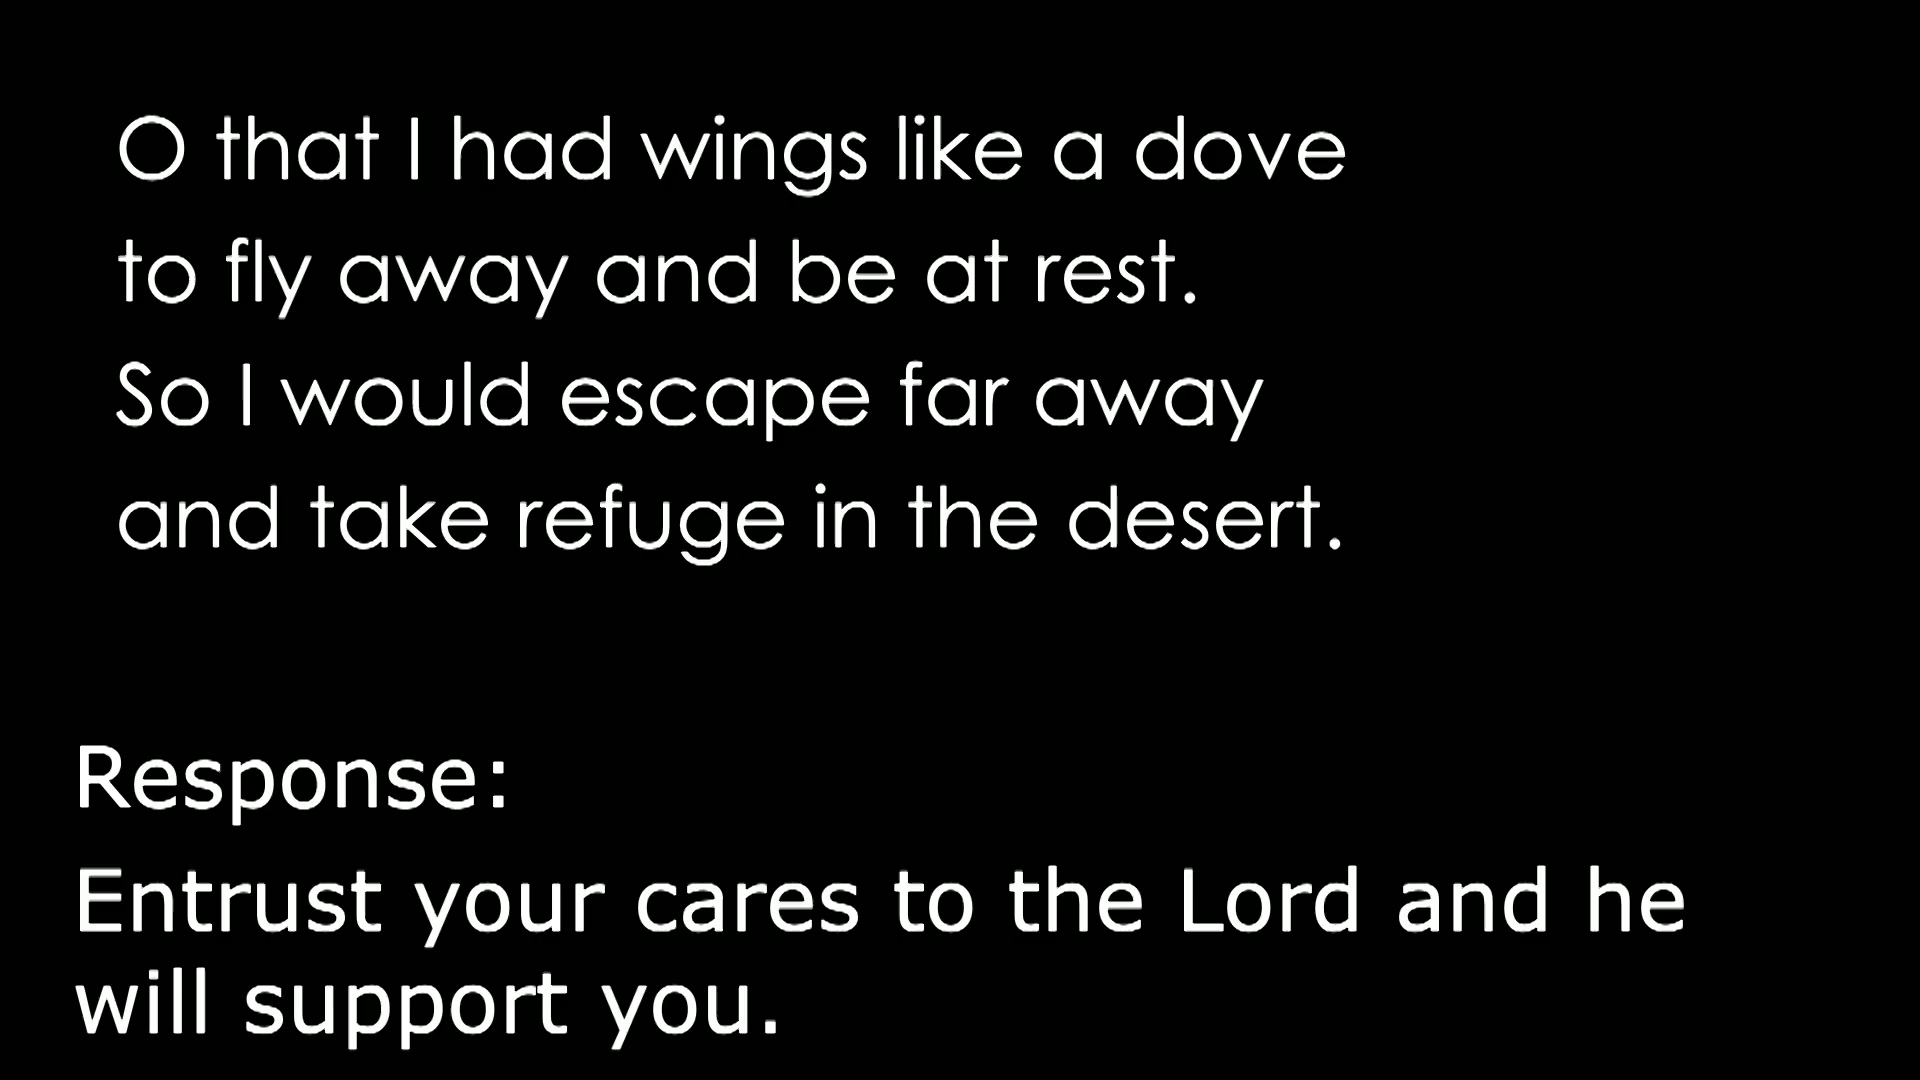 O that I had wings like a dove
to fly away and be at rest.
So I would escape far away
and take refuge in the desert.
Response:
Entrust your cares to the Lord and he
will support you.